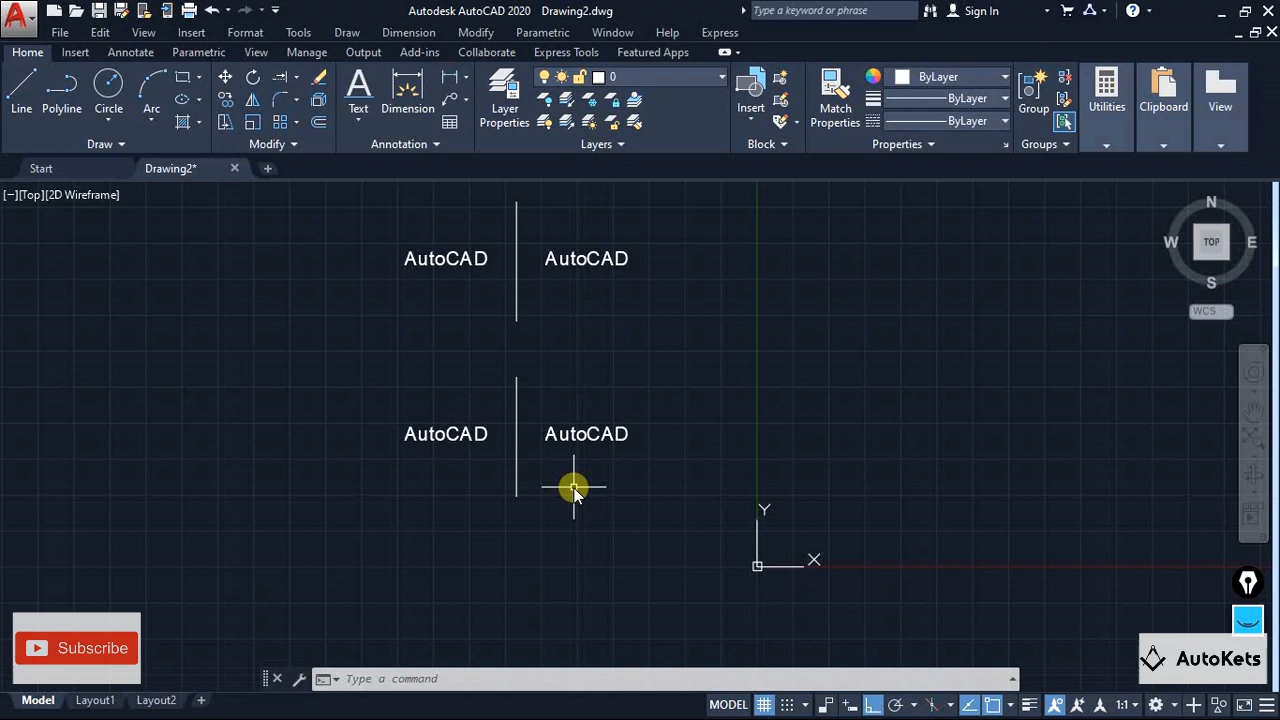 Autodesk AutoCAD 2020 Drawing2.dwg
Type a keyword or phrase
Sign In
File Edit View Insert Format Tools Draw Dimension Modify Parametric Window Help Express
Home Insert Annotate Parametric View Manage Output Add-ins Collaborate Express Tools Featured Apps
0
ByLayer
ByLayer
ByLayer
Line Polyline Circle Arc
Text Dimension
Layer Properties
Insert
Match Properties
Group
Utilities Clipboard View
Draw Modify Annotation Layers Block Properties Groups
Start Drawing2*
[−][Top][2D Wireframe]
N
W TOP E
S
WCS
AutoCAD AutoCAD
AutoCAD AutoCAD
Y
X
Subscribe
AutoKets
Type a command
Model Layout1 Layout2
MODEL 1:1